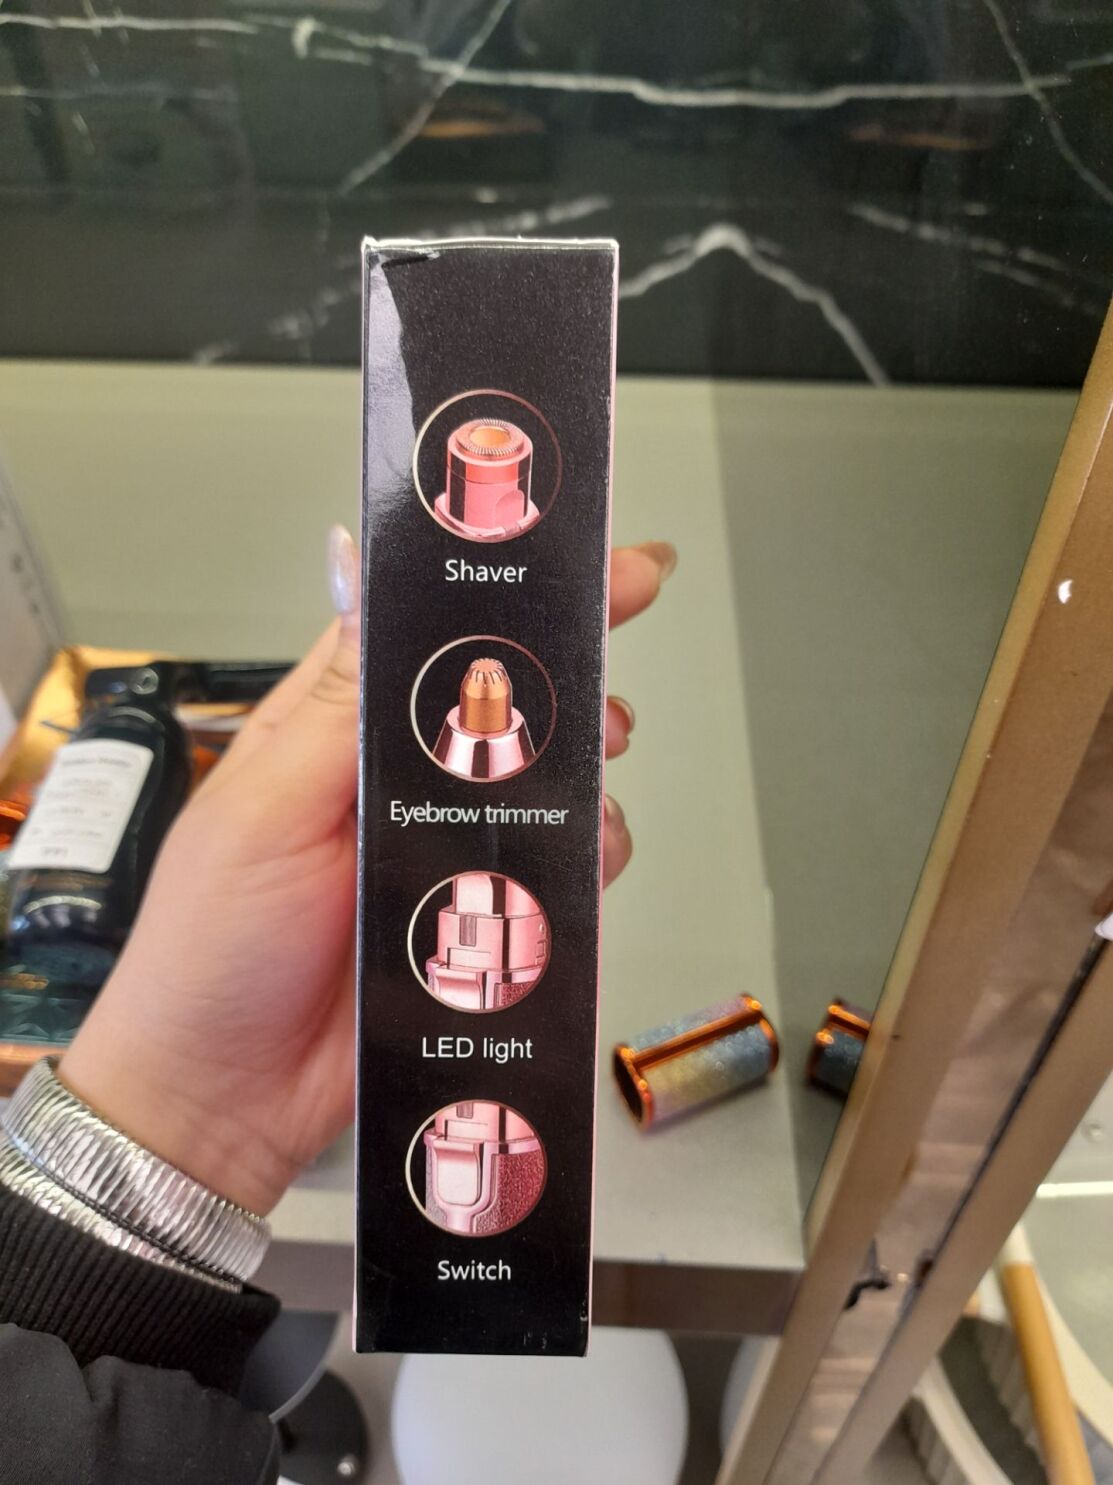 Shaver
Eyebrow trimmer
LED light
Switch